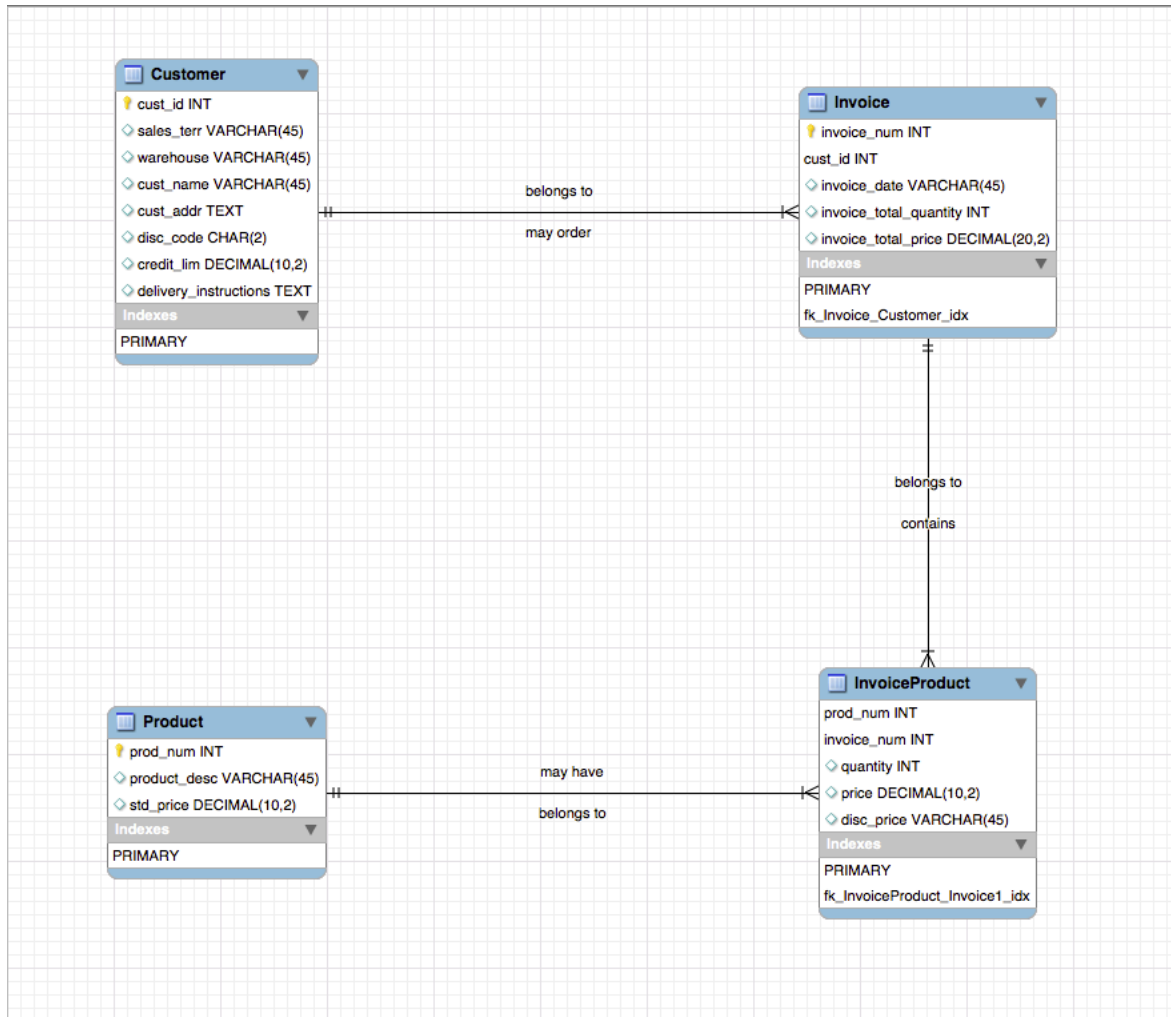 Customer
cust_id INT
sales_terr VARCHAR(45)
warehouse VARCHAR(45)
cust_name VARCHAR(45)
cust_addr TEXT
disc_code CHAR(2)
credit_lim DECIMAL(10,2)
delivery_instructions TEXT
Indexes
PRIMARY
belongs to
may order
Invoice
invoice_num INT
cust_id INT
invoice_date VARCHAR(45)
invoice_total_quantity INT
invoice_total_price DECIMAL(20,2)
Indexes
PRIMARY
fk_Invoice_Customer_idx
belongs to
contains
Product
prod_num INT
product_desc VARCHAR(45)
std_price DECIMAL(10,2)
Indexes
PRIMARY
may have
belongs to
InvoiceProduct
prod_num INT
invoice_num INT
quantity INT
price DECIMAL(10,2)
disc_price VARCHAR(45)
Indexes
PRIMARY
fk_InvoiceProduct_Invoice1_idx